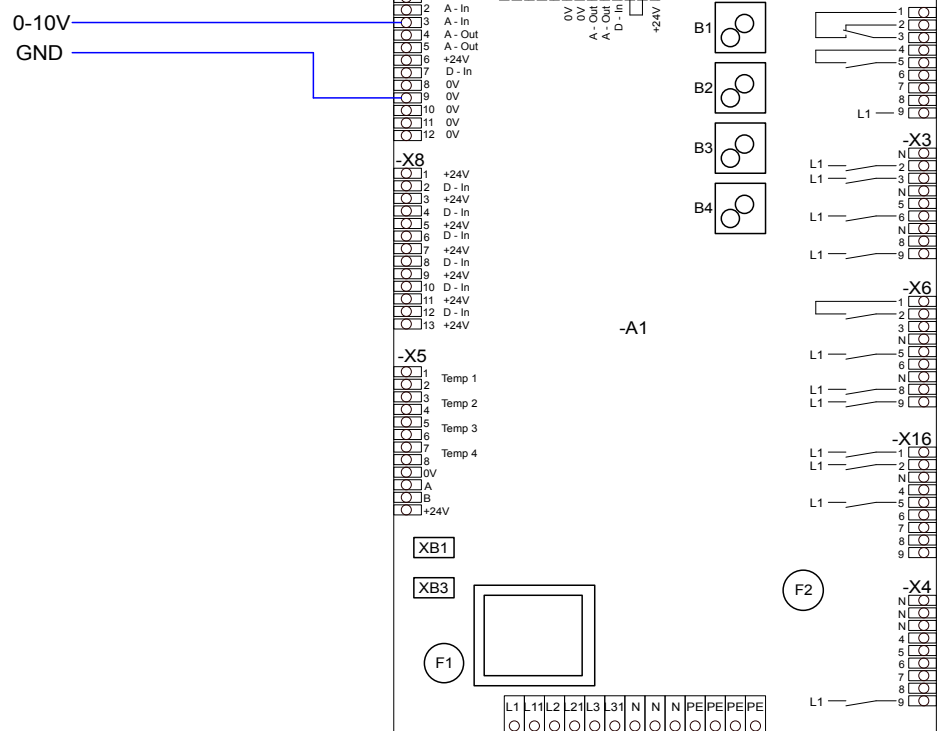 0-10V
GND
2 A - In
3 A - In
4 A - Out
5 A - Out
6 +24V
7 D - In
8 0V
9 0V
10 0V
11 0V
12 0V
-X8
1 +24V
2 D - In
3 +24V
4 D - In
5 +24V
6 D - In
7 +24V
8 D - In
9 +24V
10 D - In
11 +24V
12 D - In
13 +24V
-X5
1
2
Temp 1
3
4
Temp 2
5
6
Temp 3
7
8
Temp 4
0V
A
B
+24V
XB1
XB3
F1
0V
0V
A - Out
A - Out
D - In
+24V
B1
B2
B3
B4
-A1
F2
L1 L11 L2 L21 L3 L31 N N N PE PE PE PE
1
2
3
4
5
6
7
8
L1 9
-X3
N
L1 2
L1 3
N
5
L1 6
N
8
L1 9
-X6
1
2
3
N
L1 5
6
N
L1 8
L1 9
-X16
L1 1
L1 2
N
4
L1 5
6
7
8
9
-X4
N
N
N
4
5
6
7
8
L1 9